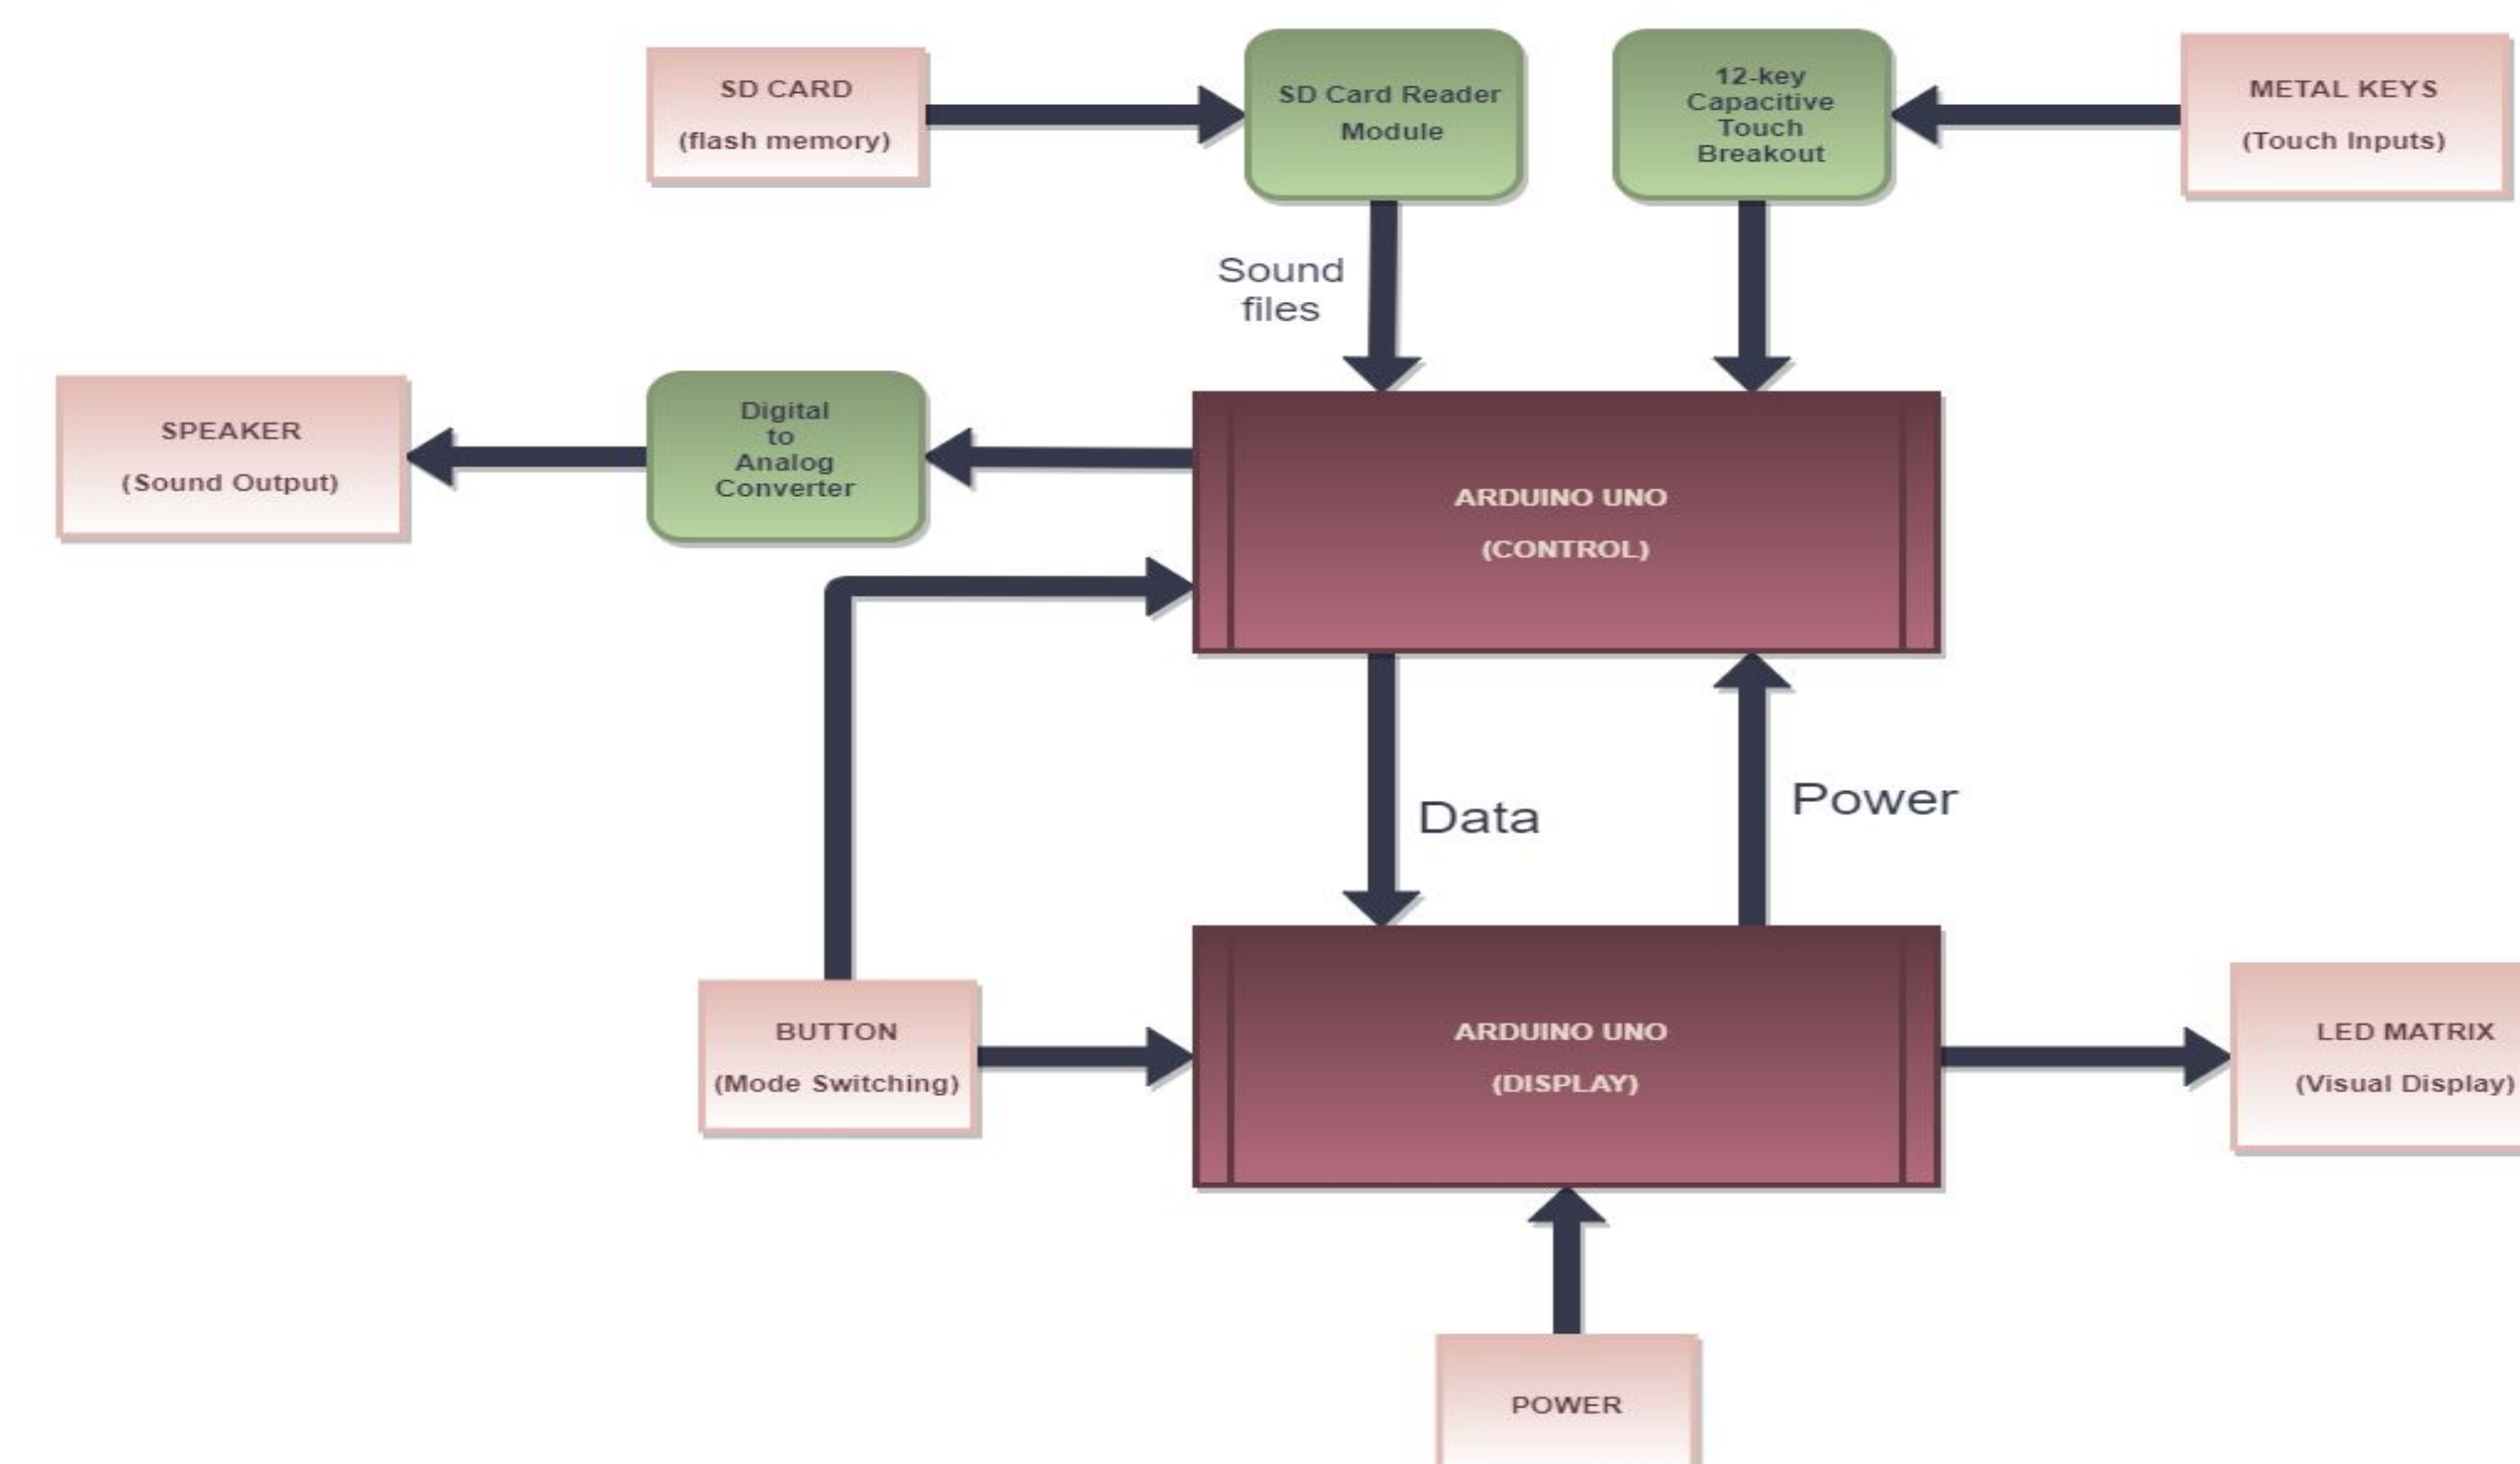 SD CARD
(flash memory)
SD Card Reader
Module
12-key
Capacitive
Touch
Breakout
METAL KEYS
(Touch Inputs)
Sound
files
SPEAKER
(Sound Output)
Digital
to
Analog
Converter
ARDUINO UNO
(CONTROL)
Data
Power
BUTTON
(Mode Switching)
ARDUINO UNO
(DISPLAY)
LED MATRIX
(Visual Display)
POWER